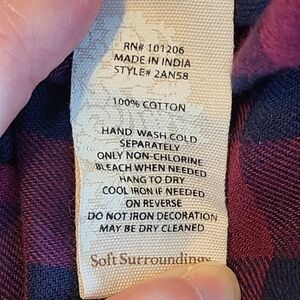 RN# 101206
MADE IN INDIA
STYLE# 2AN58
100% COTTON
HAND WASH COLD
SEPARATELY
ONLY NON-CHLORINE
BLEACH WHEN NEEDED
HANG TO DRY
COOL IRON IF NEEDED
ON REVERSE
DO NOT IRON DECORATION
MAY BE DRY CLEANED
Soft Surroundings